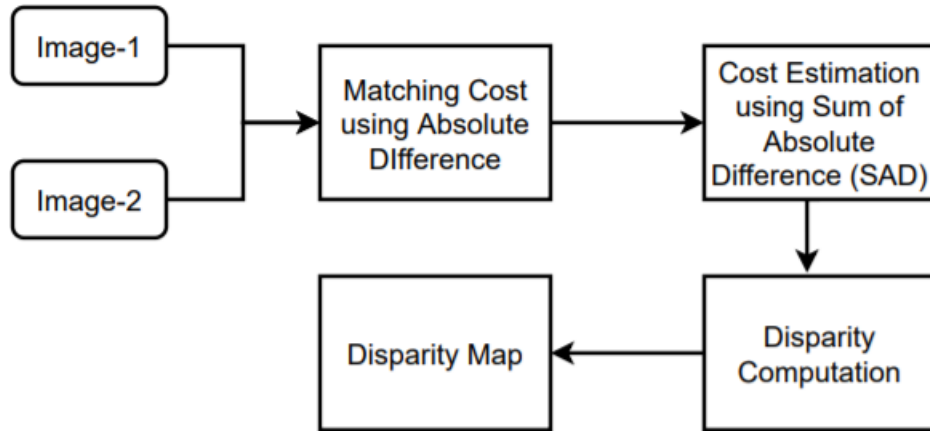 Image-1
Image-2
Matching Cost
using Absolute
DIfference
Cost Estimation
using Sum of
Absolute
Difference (SAD)
Disparity Map
Disparity
Computation